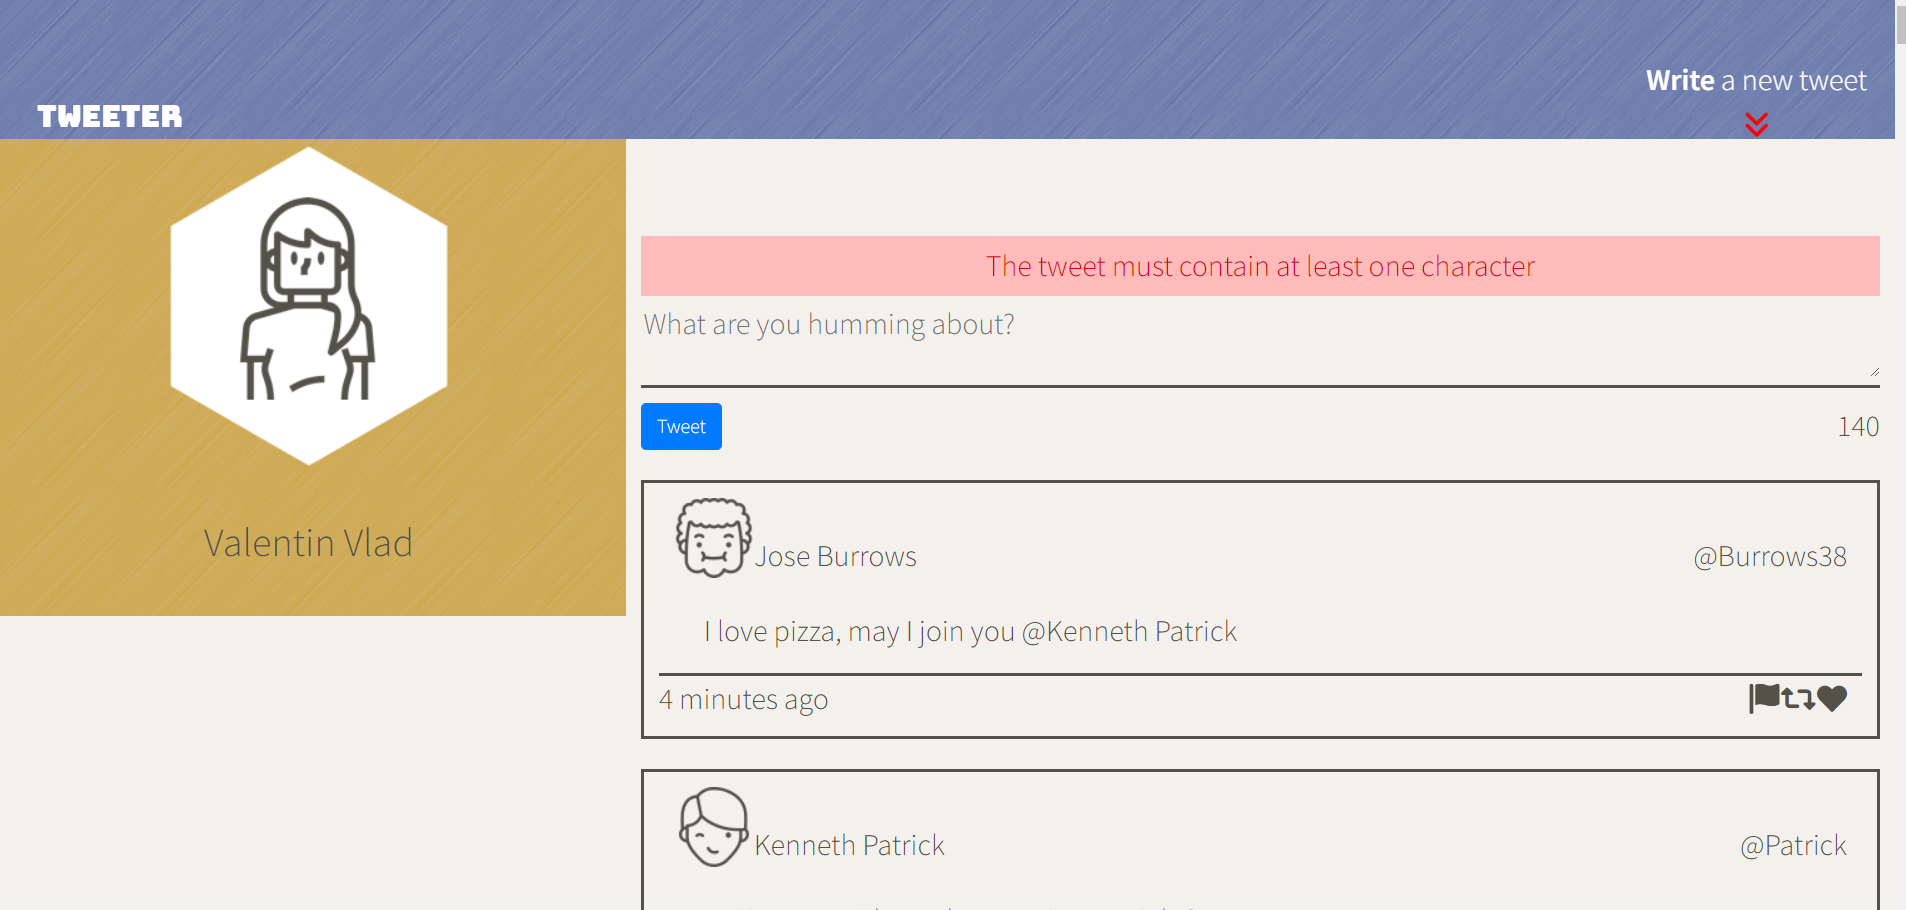 Write a new tweet
TWEETER
Valentin Vlad
The tweet must contain at least one character
What are you humming about?
Tweet
140
Jose Burrows
@Burrows38
I love pizza, may I join you @Kenneth Patrick
4 minutes ago
Kenneth Patrick
@Patrick